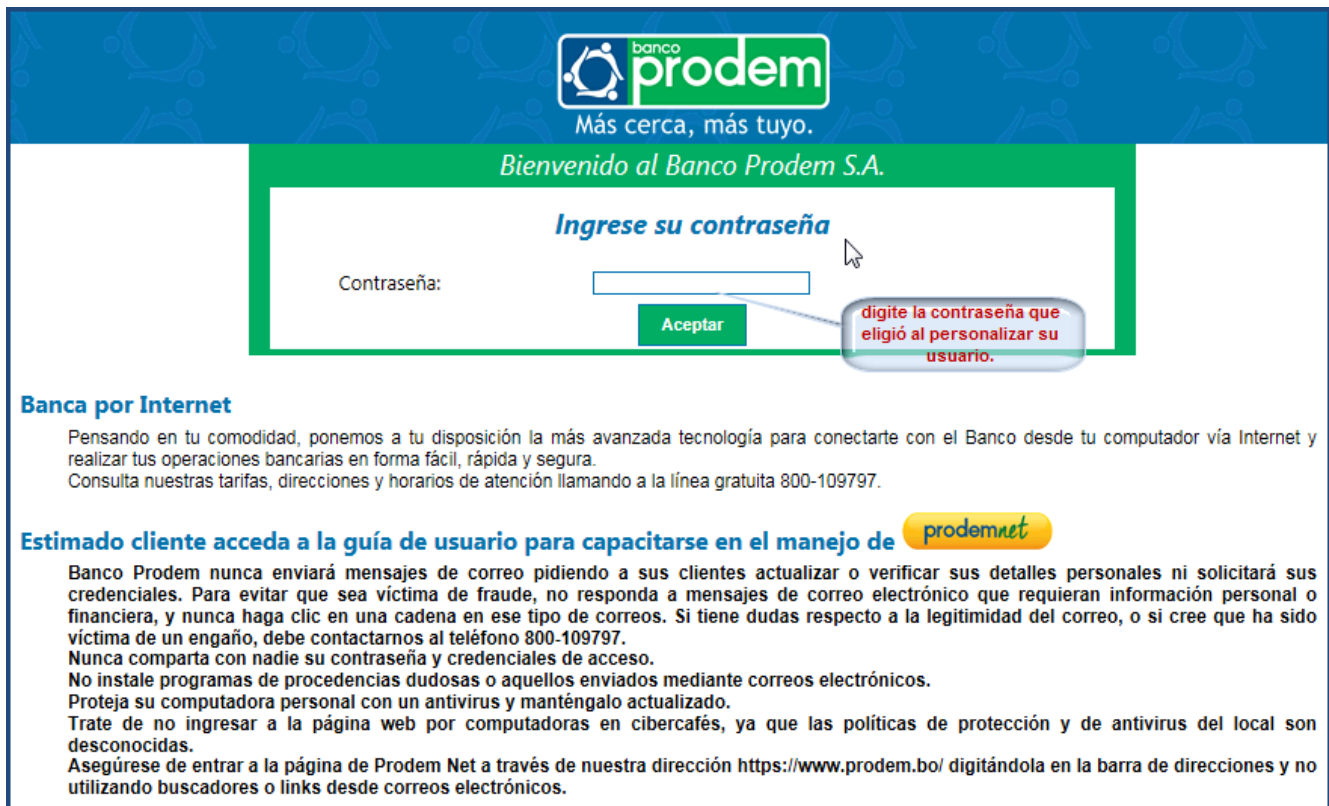 banco
prodem
Más cerca, más tuyo.
Bienvenido al Banco Prodem S.A.
Ingrese su contraseña
Contraseña:
Aceptar
digite la contraseña que
eligió al personalizar su
usuario.
Banca por Internet
Pensando en tu comodidad, ponemos a tu disposición la más avanzada tecnología para conectarte con el Banco desde tu computador vía Internet y
realizar tus operaciones bancarias en forma fácil, rápida y segura.
Consulta nuestras tarifas, direcciones y horarios de atención llamando a la línea gratuita 800-109797.
Estimado cliente acceda a la guía de usuario para capacitarse en el manejo de prodemnet
Banco Prodem nunca enviará mensajes de correo pidiendo a sus clientes actualizar o verificar sus detalles personales ni solicitará sus
credenciales. Para evitar que sea víctima de fraude, no responda a mensajes de correo electrónico que requieran información personal o
financiera, y nunca haga clic en una cadena en ese tipo de correos. Si tiene dudas respecto a la legitimidad del correo, o si cree que ha sido
víctima de un engaño, debe contactarnos al teléfono 800-109797.
Nunca comparta con nadie su contraseña y credenciales de acceso.
No instale programas de procedencias dudosas o aquellos enviados mediante correos electrónicos.
Proteja su computadora personal con un antivirus y manténgalo actualizado.
Trate de no ingresar a la página web por computadoras en cibercafés, ya que las políticas de protección y de antivirus del local son
desconocidas.
Asegúrese de entrar a la página de Prodem Net a través de nuestra dirección https://www.prodem.bo/ digitándola en la barra de direcciones y no
utilizando buscadores o links desde correos electrónicos.